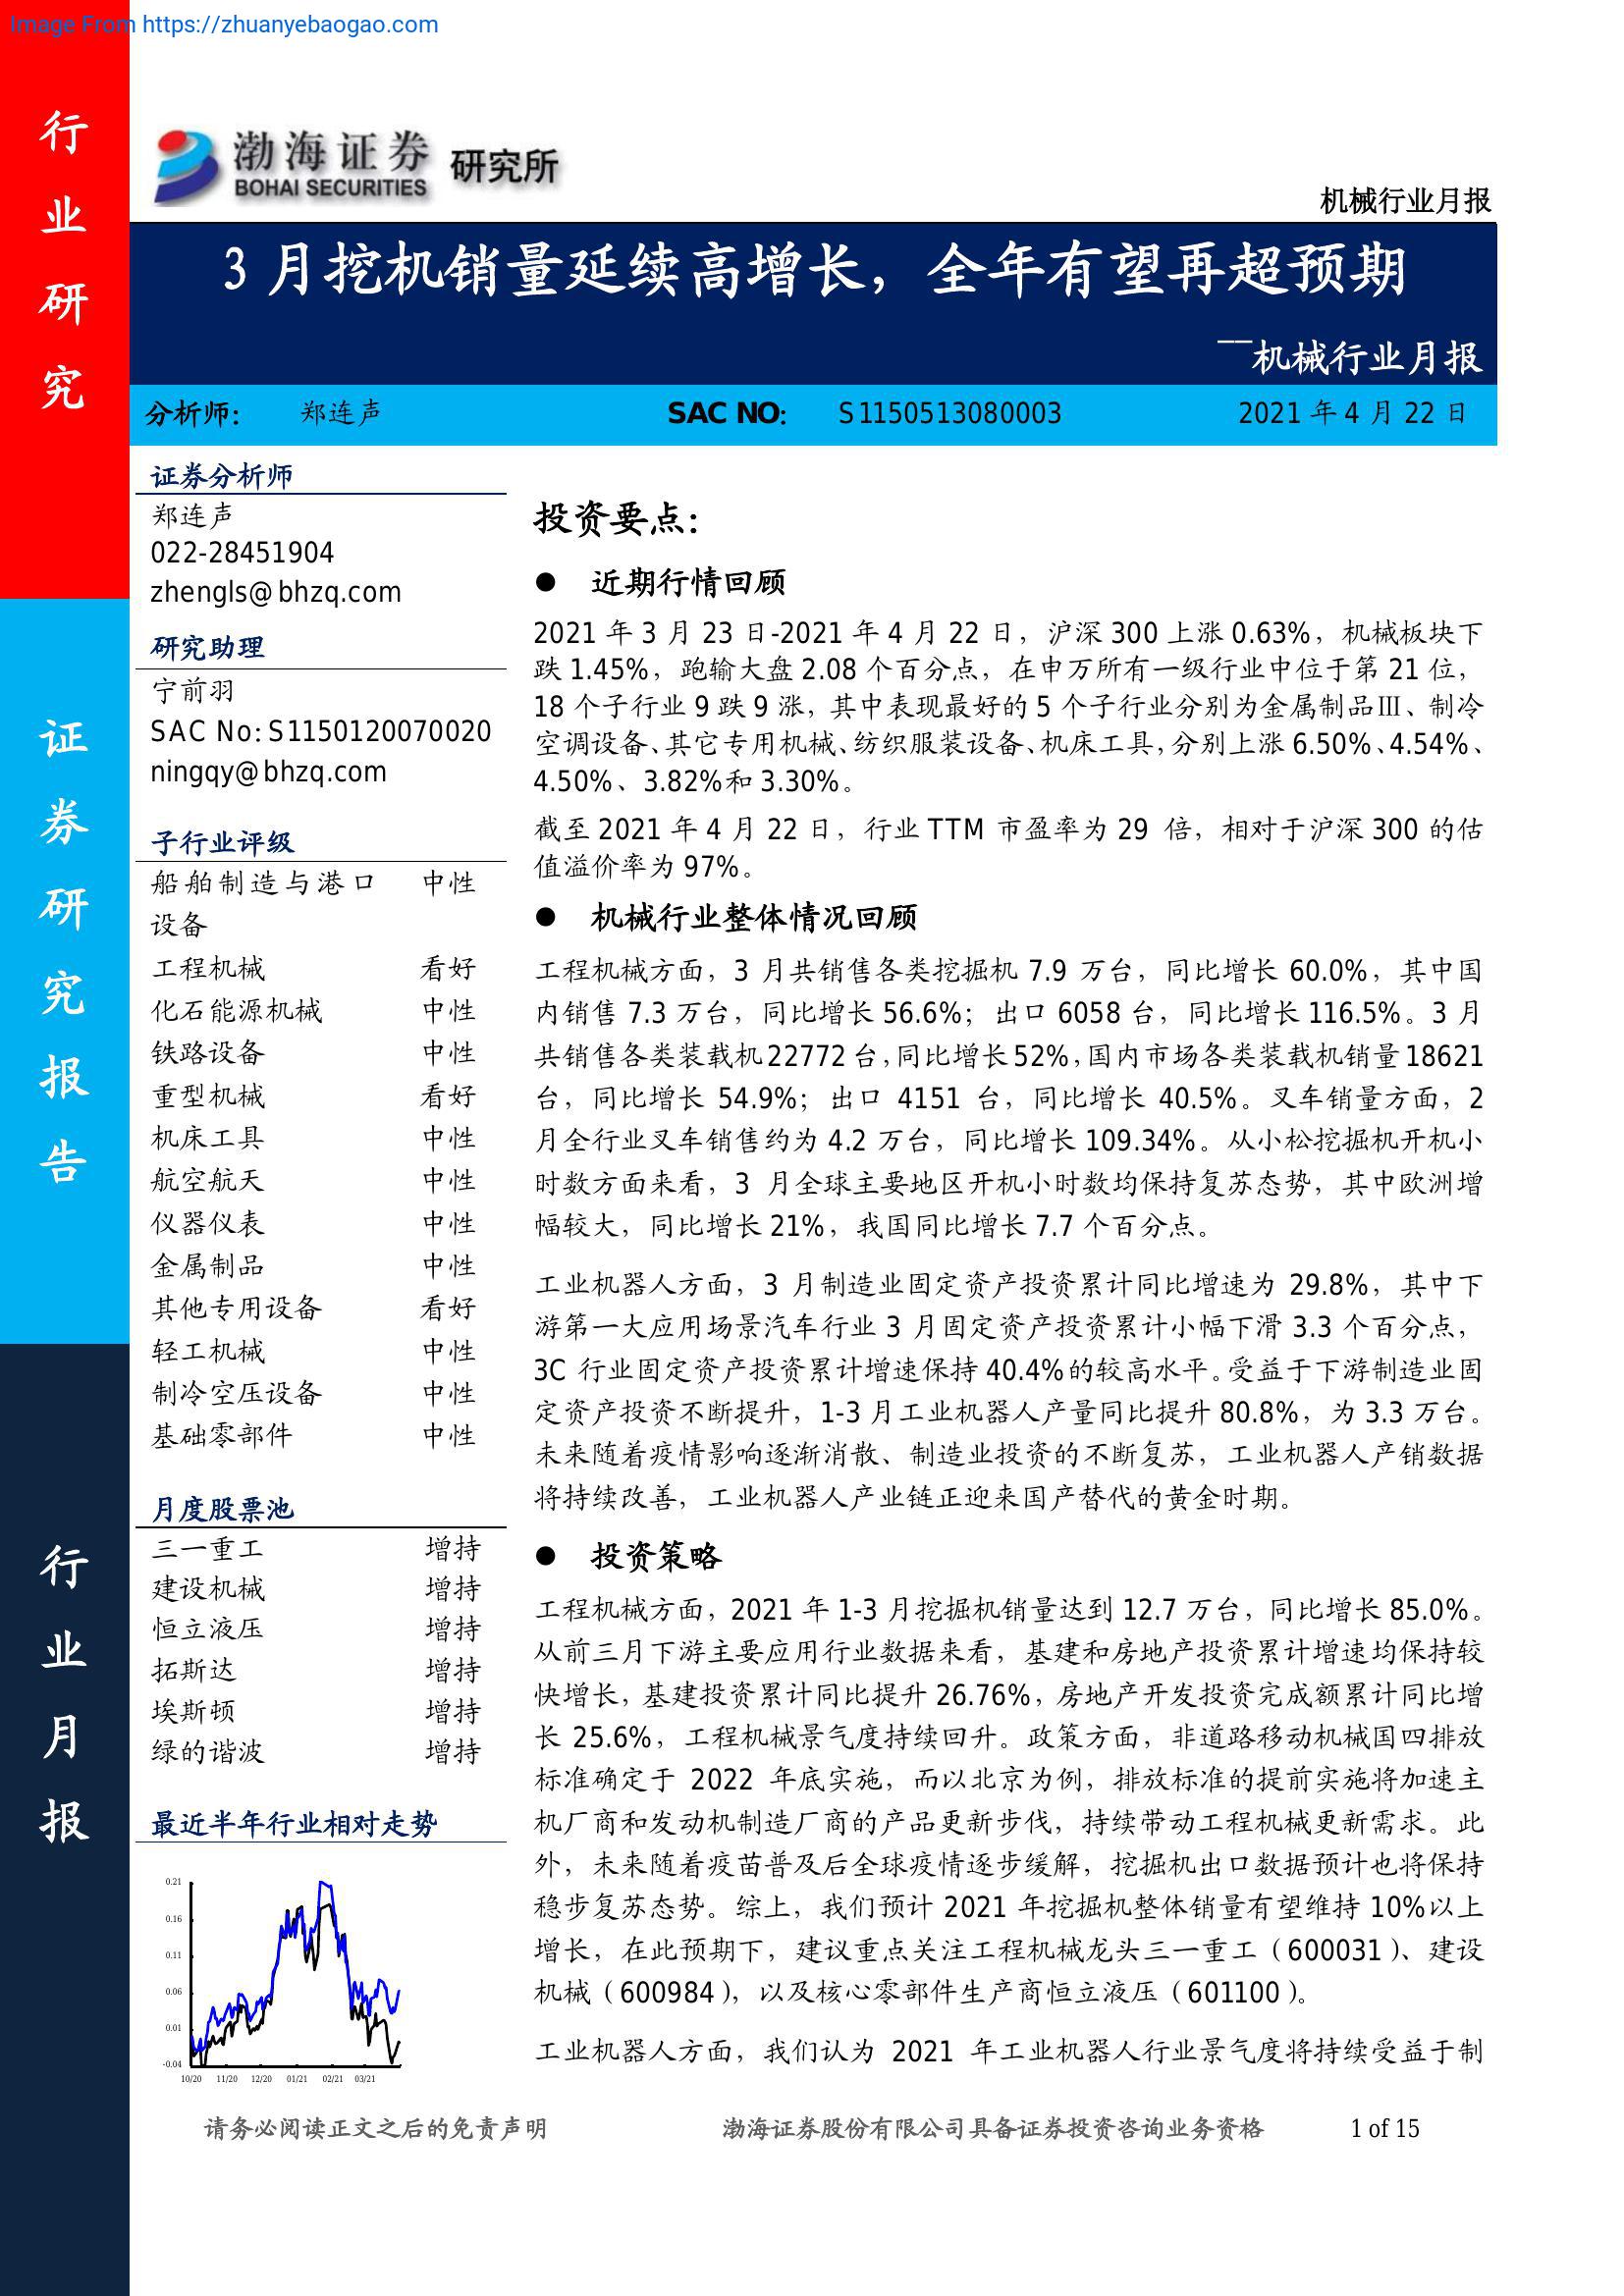 Image From https://zhuanyebaogao.com
行
业
研
究
证
券
研
究
报
告
行
业
月
报
渤海证券 研究所
BOHAI SECURITIES
机械行业月报
3 月挖机销量延续高增长，全年有望再超预期
——机械行业月报
分析师： 郑连声 SAC NO: S1150513080003 2021 年 4 月 22 日
证券分析师
郑连声
022-28451904
zhengls@bhzq.com
研究助理
宁前羽
SAC No: S1150120070020
ningqy@bhzq.com
子行业评级
船舶制造与港口 中性
设备
工程机械 看好
化石能源机械 中性
铁路设备 中性
重型机械 看好
机床工具 中性
航空航天 中性
仪器仪表 中性
金属制品 中性
其他专用设备 看好
轻工机械 中性
制冷空压设备 中性
基础零部件 中性
月度股票池
三一重工 增持
建设机械 增持
恒立液压 增持
拓斯达 增持
埃斯顿 增持
绿的谐波 增持
最近半年行业相对走势
0.21
0.16
0.11
0.06
0.01
-0.04
10/20 11/20 12/20 01/21 02/21 03/21
投资要点：
● 近期行情回顾
2021 年 3 月 23 日-2021 年 4 月 22 日，沪深 300 上涨 0.63%，机械板块下
跌 1.45%，跑输大盘 2.08 个百分点，在申万所有一级行业中位于第 21 位，
18 个子行业 9 跌 9 涨，其中表现最好的 5 个子行业分别为金属制品Ⅲ、制冷
空调设备、其它专用机械、纺织服装设备、机床工具，分别上涨 6.50%、4.54%、
4.50%、3.82%和 3.30%。
截至 2021 年 4 月 22 日，行业 TTM 市盈率为 29 倍，相对于沪深 300 的估
值溢价率为 97%。
● 机械行业整体情况回顾
工程机械方面，3 月共销售各类挖掘机 7.9 万台，同比增长 60.0%，其中国
内销售 7.3 万台，同比增长 56.6%；出口 6058 台，同比增长 116.5%。3 月
共销售各类装载机 22772 台，同比增长 52%，国内市场各类装载机销量 18621
台，同比增长 54.9%；出口 4151 台，同比增长 40.5%。叉车销量方面，2
月全行业叉车销售约为 4.2 万台，同比增长 109.34%。从小松挖掘机开机小
时数方面来看，3 月全球主要地区开机小时数均保持复苏态势，其中欧洲增
幅较大，同比增长 21%，我国同比增长 7.7 个百分点。
工业机器人方面，3 月制造业固定资产投资累计同比增速为 29.8%，其中下
游第一大应用场景汽车行业 3 月固定资产投资累计小幅下滑 3.3 个百分点，
3C 行业固定资产投资累计增速保持 40.4%的较高水平。受益于下游制造业固
定资产投资不断提升，1-3 月工业机器人产量同比提升 80.8%，为 3.3 万台。
未来随着疫情影响逐渐消散、制造业投资的不断复苏，工业机器人产销数据
将持续改善，工业机器人产业链正迎来国产替代的黄金时期。
● 投资策略
工程机械方面，2021 年 1-3 月挖掘机销量达到 12.7 万台，同比增长 85.0%。
从前三月下游主要应用行业数据来看，基建和房地产投资累计增速均保持较
快增长，基建投资累计同比提升 26.76%，房地产开发投资完成额累计同比增
长 25.6%，工程机械景气度持续回升。政策方面，非道路移动机械国四排放
标准确定于 2022 年底实施，而以北京为例，排放标准的提前实施将加速主
机厂商和发动机制造厂商的产品更新步伐，持续带动工程机械更新需求。此
外，未来随着疫苗普及后全球疫情逐步缓解，挖掘机出口数据预计也将保持
稳步复苏态势。综上，我们预计 2021 年挖掘机整体销量有望维持 10%以上
增长，在此预期下，建议重点关注工程机械龙头三一重工（600031）、建设
机械（600984），以及核心零部件生产商恒立液压（601100）。
工业机器人方面，我们认为 2021 年工业机器人行业景气度将持续受益于制
请务必阅读正文之后的免责声明 渤海证券股份有限公司具备证券投资咨询业务资格 1 of 15